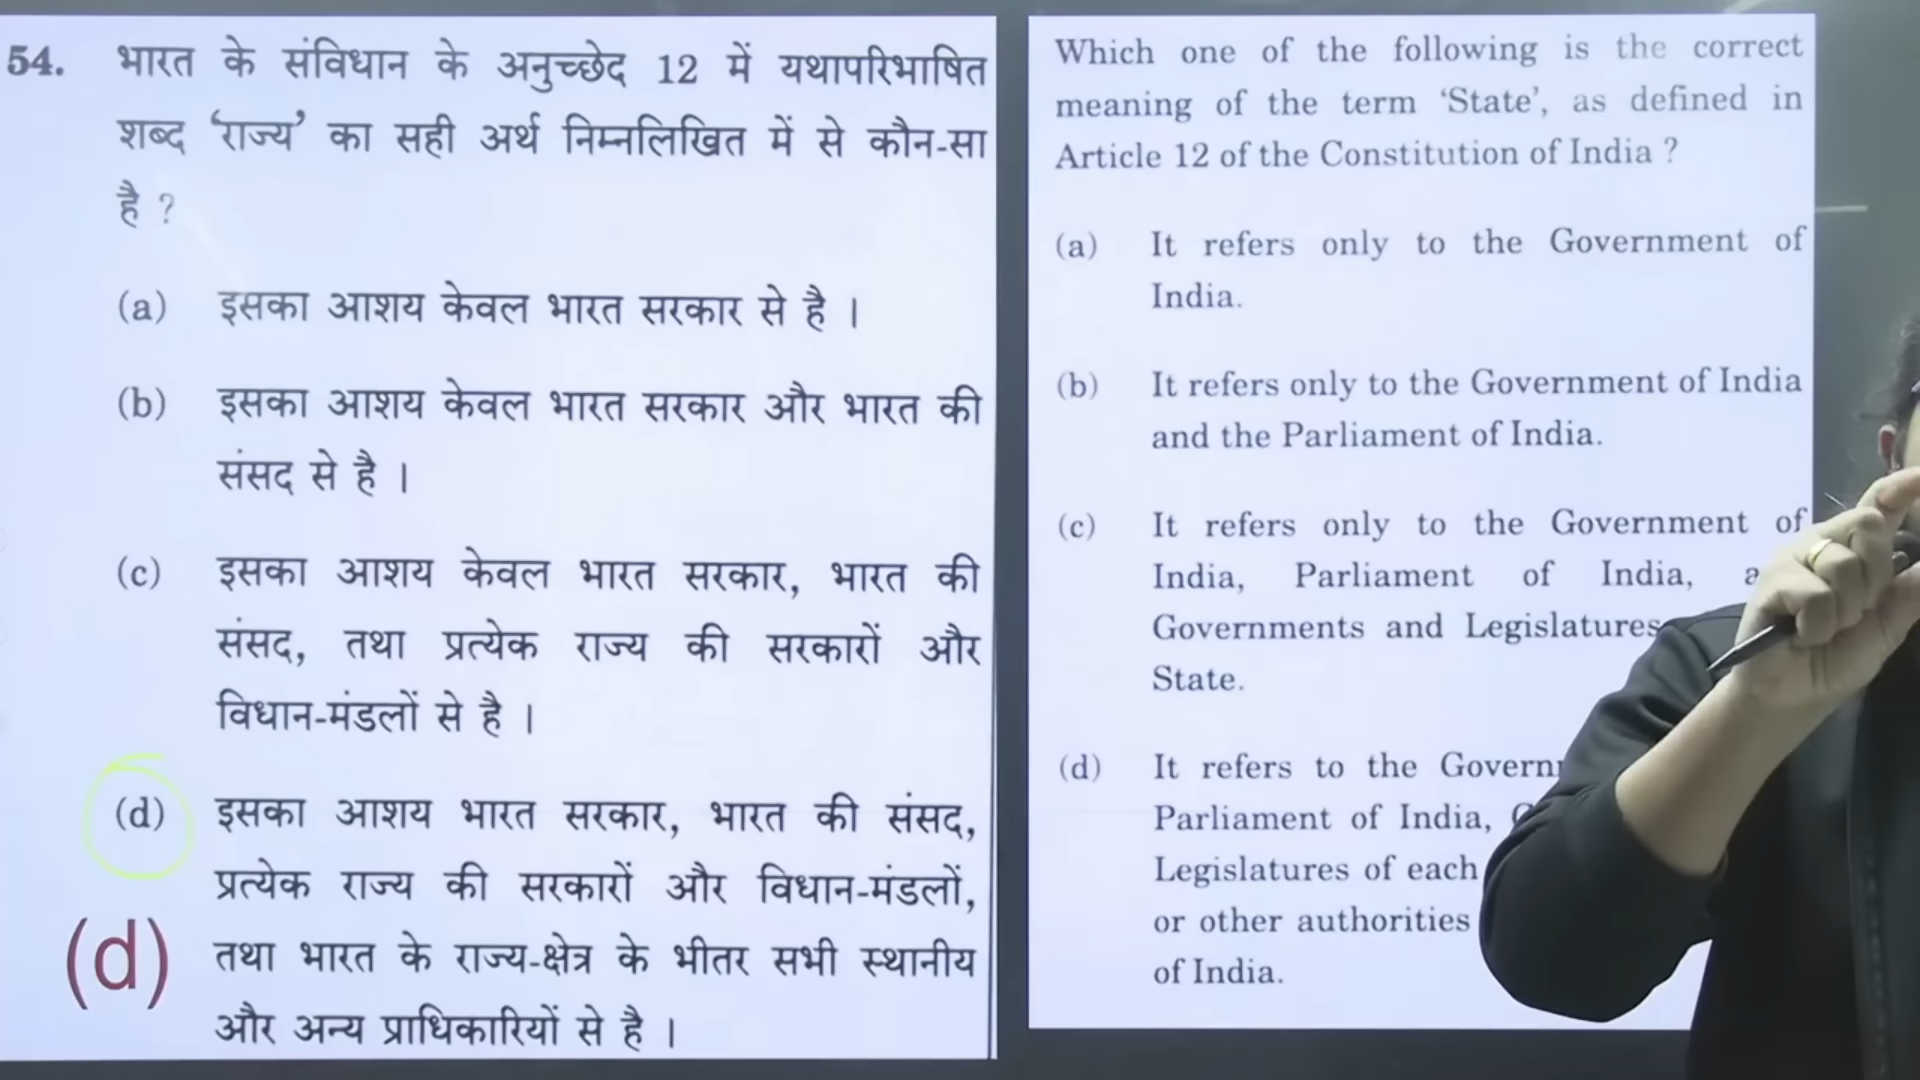 54. भारत के संविधान के अनुच्छेद 12 में यथापरिभाषित
शब्द ‘राज्य’ का सही अर्थ निम्नलिखित में से कौन-सा
है ?
(a) इसका आशय केवल भारत सरकार से है ।
(b) इसका आशय केवल भारत सरकार और भारत की
संसद से है ।
(c) इसका आशय केवल भारत सरकार, भारत की
संसद, तथा प्रत्येक राज्य की सरकारों और
विधान-मंडलों से है ।
(d) इसका आशय भारत सरकार, भारत की संसद,
प्रत्येक राज्य की सरकारों और विधान-मंडलों,
(d) तथा भारत के राज्य-क्षेत्र के भीतर सभी स्थानीय
और अन्य प्राधिकारियों से है ।
Which one of the following is the correct
meaning of the term ‘State’, as defined in
Article 12 of the Constitution of India ?
(a) It refers only to the Government of
India.
(b) It refers only to the Government of India
and the Parliament of India.
(c) It refers only to the Government of
India, Parliament of India,
Governments and Legislatures
State.
(d) It refers to the
Parliament of India,
Legislatures of each
or other authorities
of India.